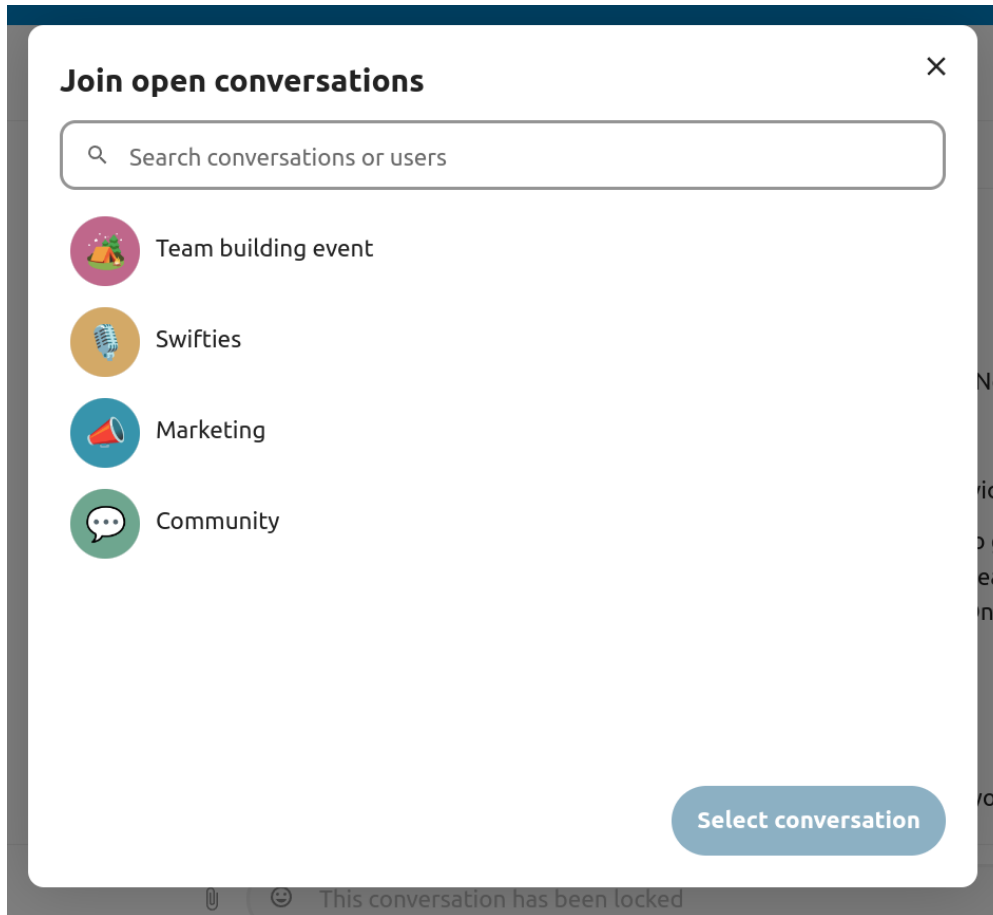 Join open conversations
Search conversations or users
Team building event
Swifties
Marketing
Community
Select conversation
This conversation has been locked